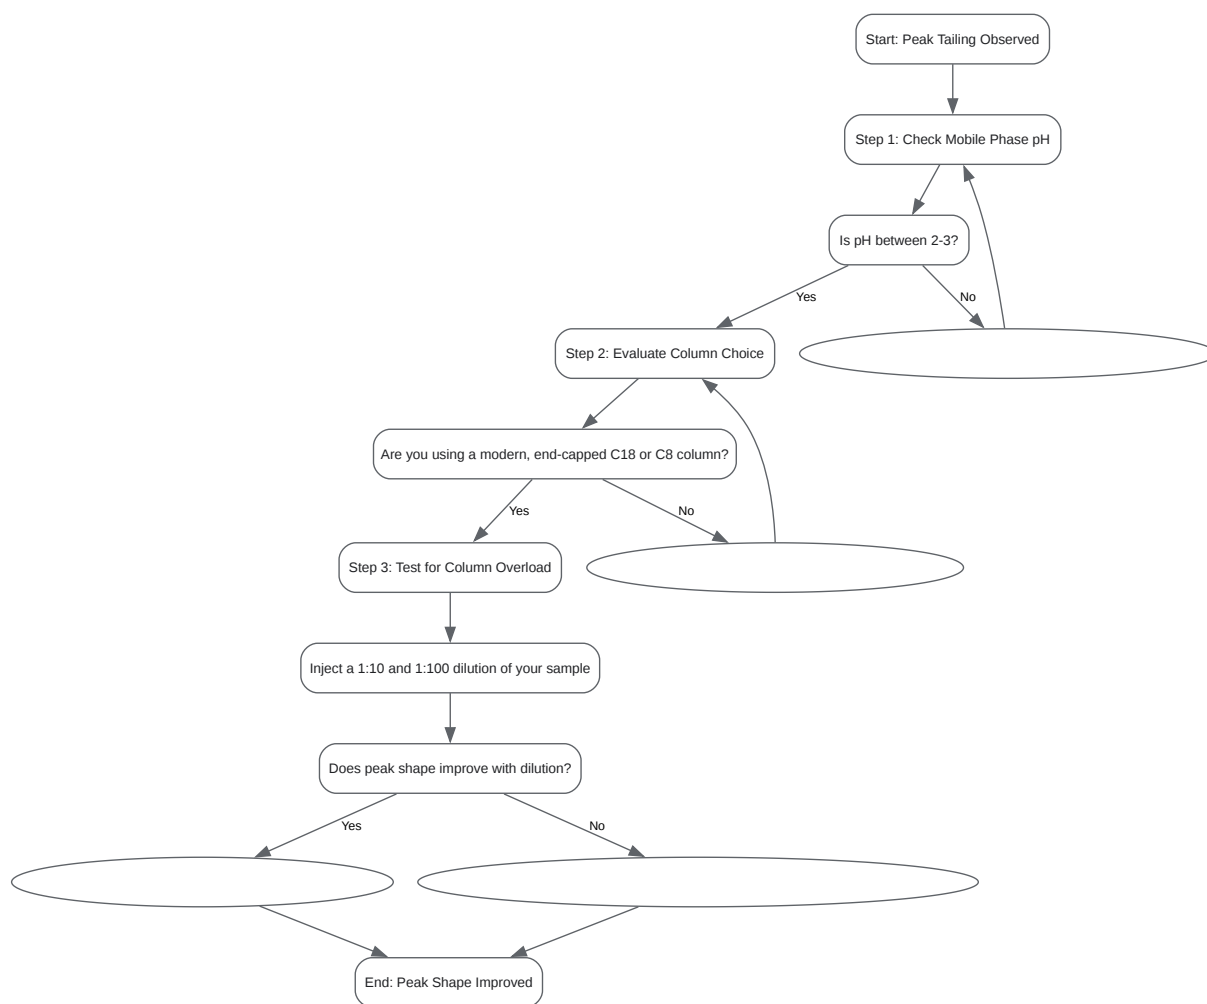 Start: Peak Tailing Observed
Step 1: Check Mobile Phase pH
Is pH between 2-3?
Yes
No
Step 2: Evaluate Column Choice
Are you using a modern, end-capped C18 or C8 column?
Yes
No
Step 3: Test for Column Overload
Inject a 1:10 and 1:100 dilution of your sample
Does peak shape improve with dilution?
Yes
No
End: Peak Shape Improved